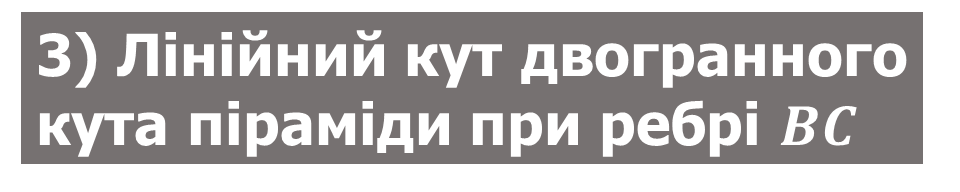 3) Лінійний кут двогранного
кута піраміди при ребрі BC